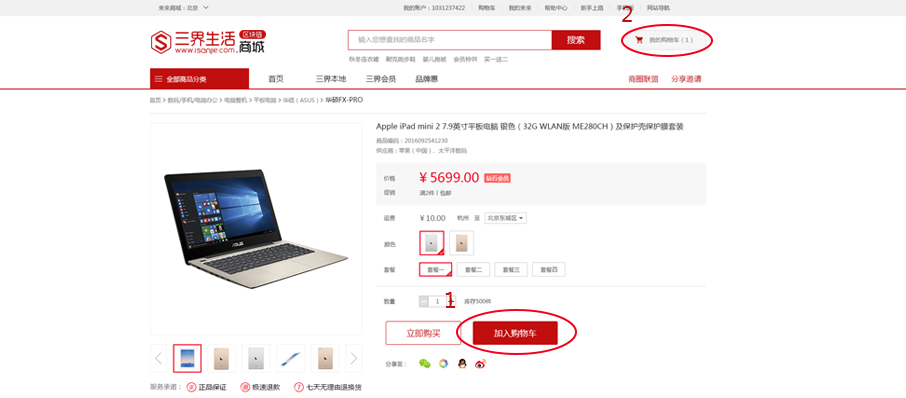 未来商城：北京
我的账户：1031237422 购物车 我的未来 帮助中心 新手上路 手机版 网站导航
2
三界生活 区块链 商城
www.isanjie.com
输入您想查找的商品名字 搜索
我的购物车（1）
秋冬连衣裙 耐克跑步鞋 婴儿抱被 会员特供 买一送二
全部商品分类 首页 三界本地 三界会员 品牌惠 商圈联盟 分享邀请
首页 > 数码/手机/电脑办公 > 电脑整机 > 平板电脑 > 华硕（ASUS）> 华硕FX-PRO
Apple iPad mini 2 7.9英寸平板电脑 银色（32G WLAN版 ME280CH）及保护壳保护膜套装
商品编码：2016092541230
供应商：苹果（中国）、太平洋数码
价格 ¥ 5699.00 钻石会员
促销 满2件 | 包邮
运费 ¥ 10.00 杭州 至 北京东城区
颜色
套餐 套餐一 套餐二 套餐三 套餐四
ASUS
1
数量 − 1 + 库存500件
立即购买 加入购物车
分享至：
服务承诺： 正 正品保证 退 极速退款 7 七天无理由退换货